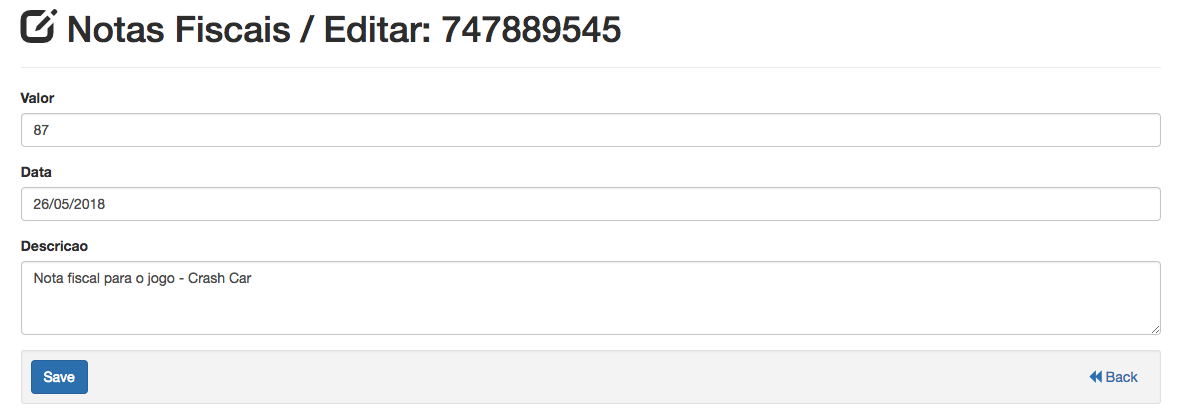 Notas Fiscais / Editar: 747889545
Valor
87
Data
26/05/2018
Descricao
Nota fiscal para o jogo - Crash Car
Save
Back